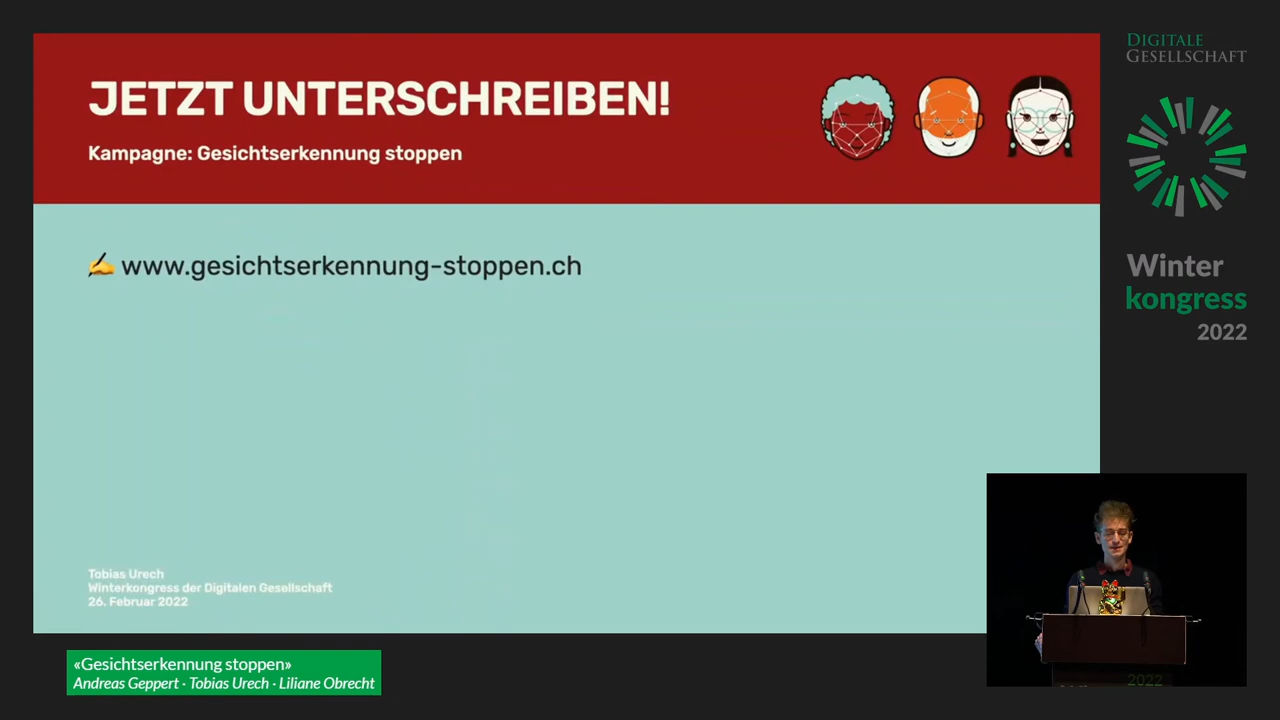 JETZT UNTERSCHREIBEN!
Kampagne: Gesichtserkennung stoppen
✍️ www.gesichtserkennung-stoppen.ch
Tobias Urech
Winterkongress der Digitalen Gesellschaft
26. Februar 2022
DIGITALE
GESELLSCHAFT
Winter
kongress
2022
2022
«Gesichtserkennung stoppen»
Andreas Geppert · Tobias Urech · Liliane Obrecht